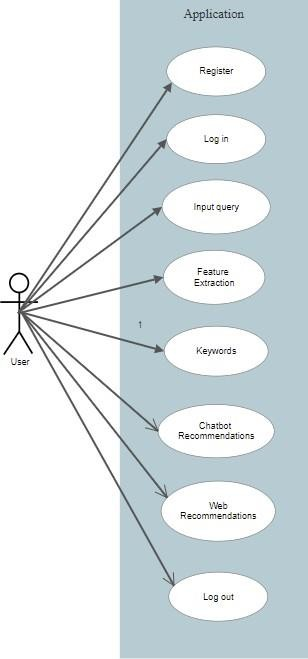 Application
Register
Log in
Input query
Feature
Extraction
1
Keywords
User
Chatbot
Recommendations
Web
Recommendations
Log out